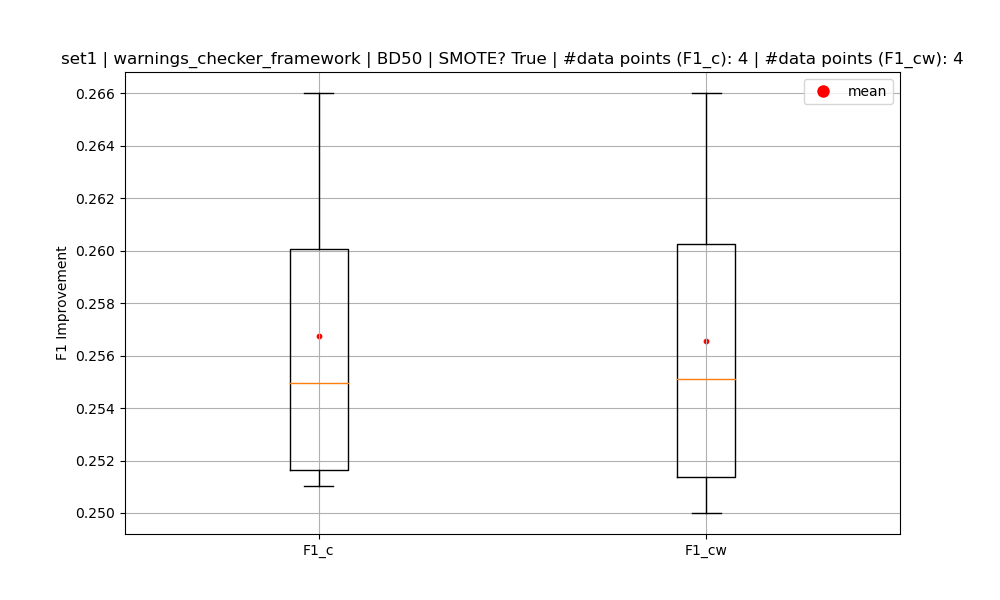 set1 | warnings_checker_framework | BD50 | SMOTE? True | #data points (F1_c): 4 | #data points (F1_cw): 4
mean
0.266
0.264
0.262
0.260
0.258
0.256
0.254
0.252
0.250
F1 Improvement
F1_c
F1_cw